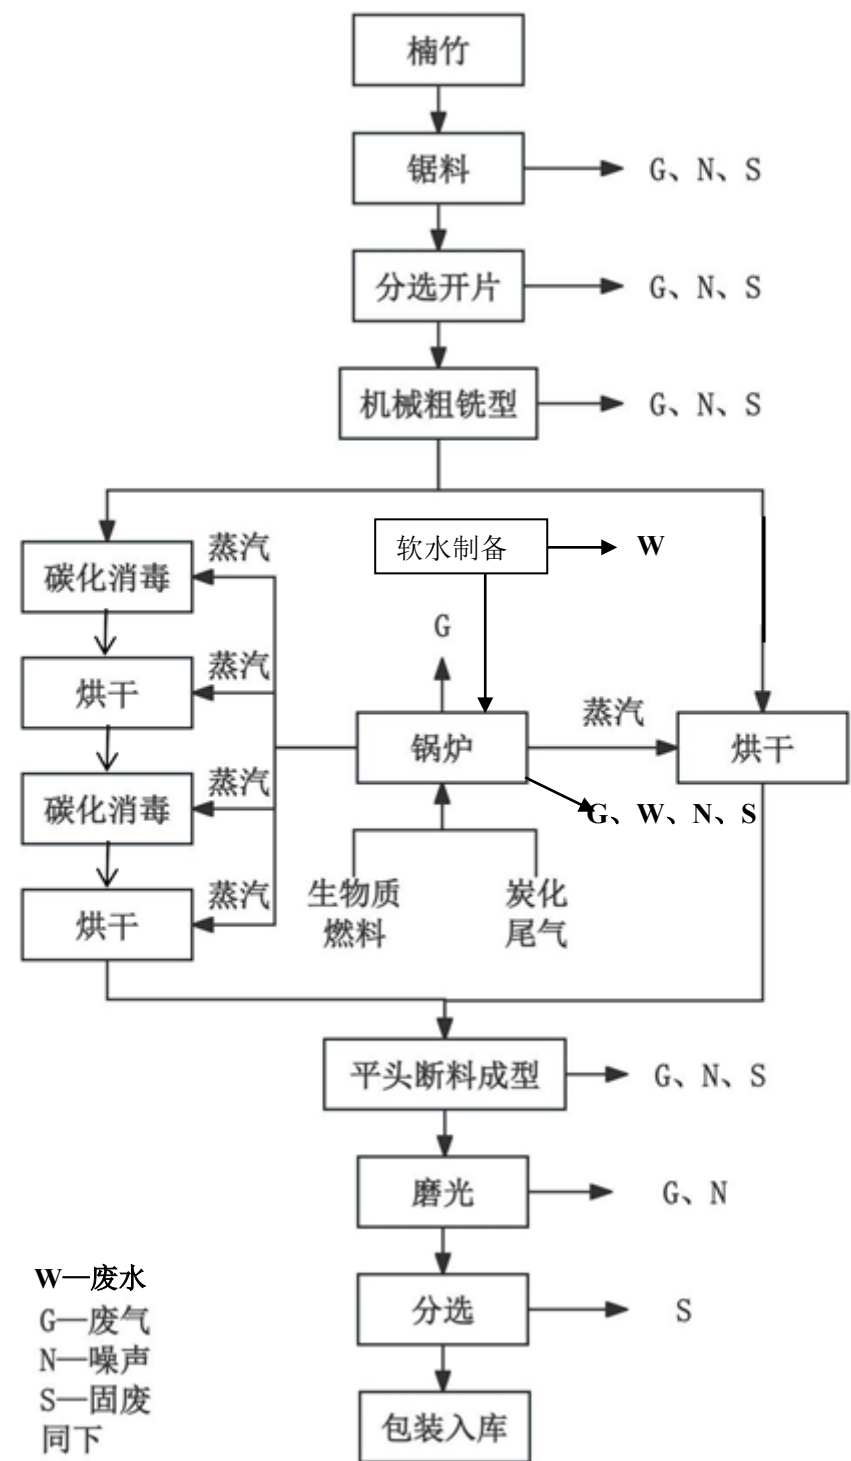 楠竹
锯料
G、N、S
分选开片
G、N、S
机械粗铣型
G、N、S
碳化消毒
蒸汽
软水制备
W
G
烘干
蒸汽
锅炉
蒸汽
烘干
碳化消毒
蒸汽
G、W、N、S
烘干
蒸汽
生物质
燃料
炭化
尾气
平头断料成型
G、N、S
磨光
G、N
分选
S
包装入库
W—废水
G—废气
N—噪声
S—固废
同下